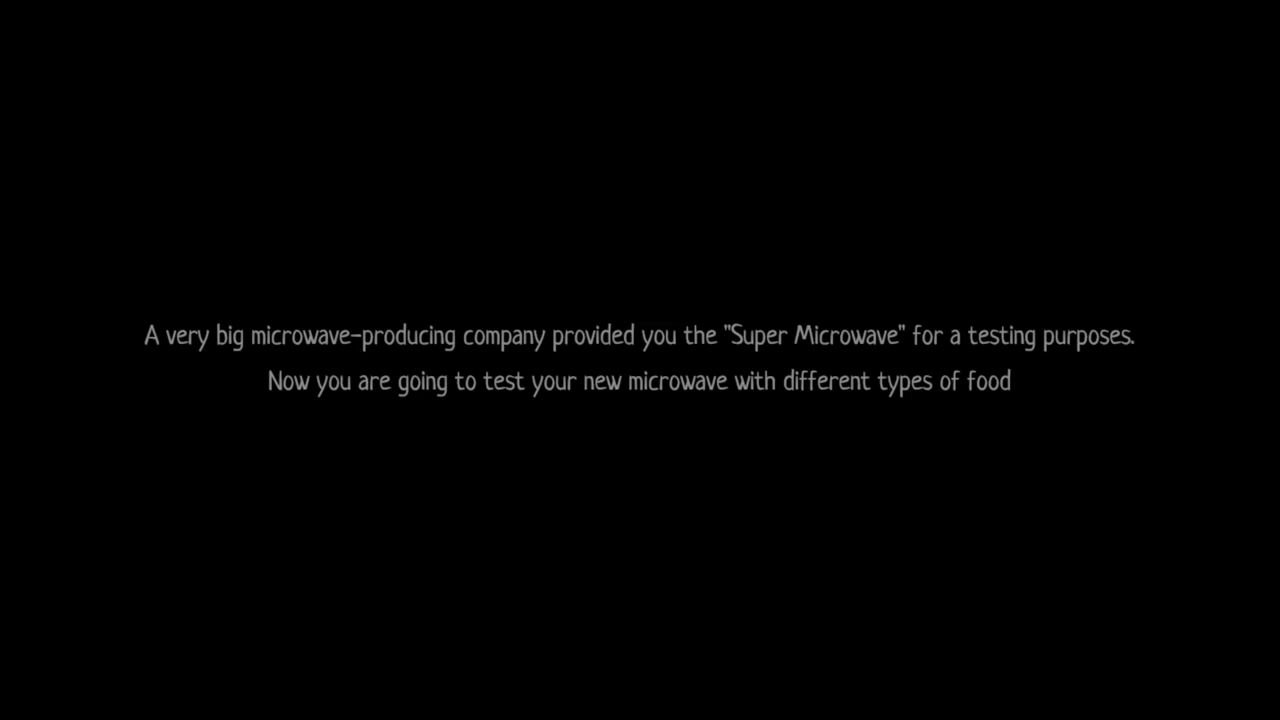 A very big microwave-producing company provided you the "Super Microwave" for a testing purposes.
Now you are going to test your new microwave with different types of food